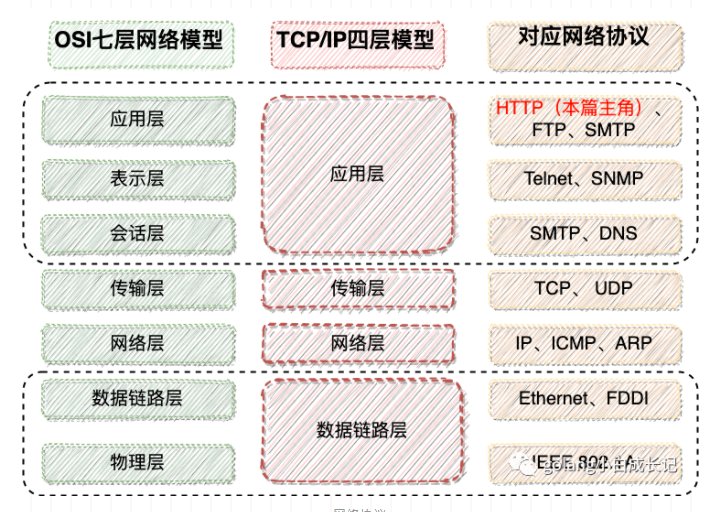 OSI七层网络模型 TCP/IP四层模型 对应网络协议
应用层
HTTP（本篇主角）、
FTP、SMTP
表示层 应用层 Telnet、SNMP
会话层 SMTP、DNS
传输层 传输层 TCP、 UDP
网络层 网络层 IP、ICMP、ARP
数据链路层 Ethernet、FDDI
数据链路层
物理层 IEEE 802
golang小白成长记